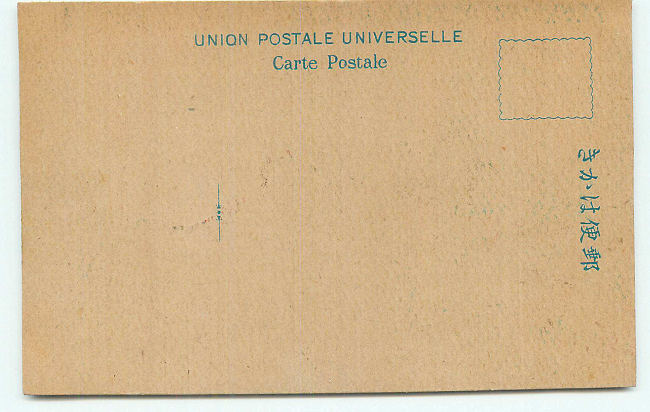 UNION POSTALE UNIVERSELLE
Carte Postale
郵便はかき